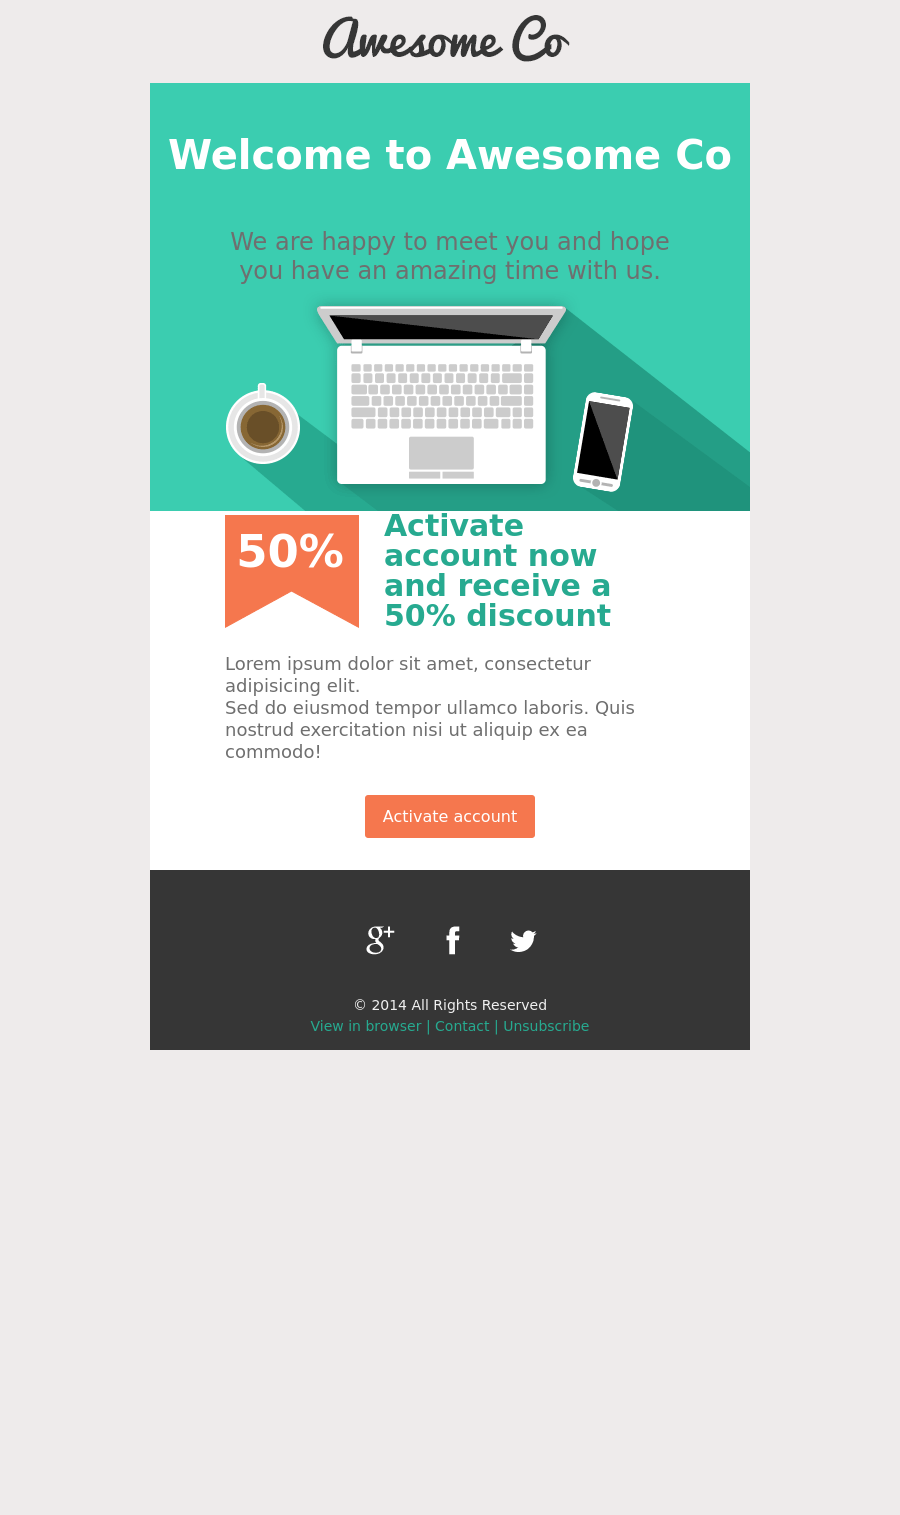 Awesome Co
Welcome to Awesome Co
We are happy to meet you and hope
you have an amazing time with us.
50%
Activate
account now
and receive a
50% discount
Lorem ipsum dolor sit amet, consectetur
adipisicing elit.
Sed do eiusmod tempor ullamco laboris. Quis
nostrud exercitation nisi ut aliquip ex ea
commodo!
Activate account
© 2014 All Rights Reserved
View in browser | Contact | Unsubscribe